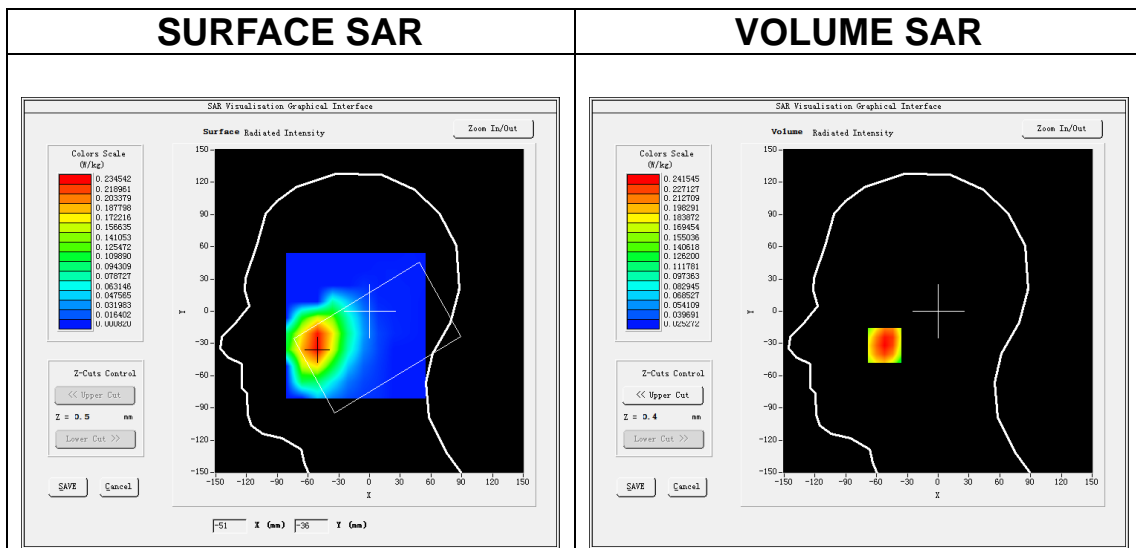 SURFACE SAR
SAR Visualisation Graphical Interface
Surface Radiated Intensity
Zoom In/Out
Colors Scale
(W/kg)
0.234542
0.218961
0.203379
0.187798
0.172216
0.156635
0.141053
0.125472
0.109890
0.094309
0.078727
0.063146
0.047565
0.031983
0.016402
0.000820
150
120
90
60
30
0
-30
-60
-90
-120
-150
Y
-150 -120 -90 -60 -30 0 30 60 90 120 150
X
Z-Cuts Control
<< Upper Cut
Z = 0.5 mm
Lower Cut >>
SAVE Cancel
-51 X (mm) -36 Y (mm)
VOLUME SAR
SAR Visualisation Graphical Interface
Volume Radiated Intensity
Zoom In/Out
Colors Scale
(W/kg)
0.241545
0.227127
0.212709
0.198291
0.183872
0.169454
0.155036
0.140618
0.126200
0.111781
0.097363
0.082945
0.068527
0.054109
0.039691
0.025272
150
120
90
60
30
0
-30
-60
-90
-120
-150
Y
-150 -120 -90 -60 -30 0 30 60 90 120 150
X
Z-Cuts Control
<< Upper Cut
Z = 0.4 mm
Lower Cut >>
SAVE Cancel